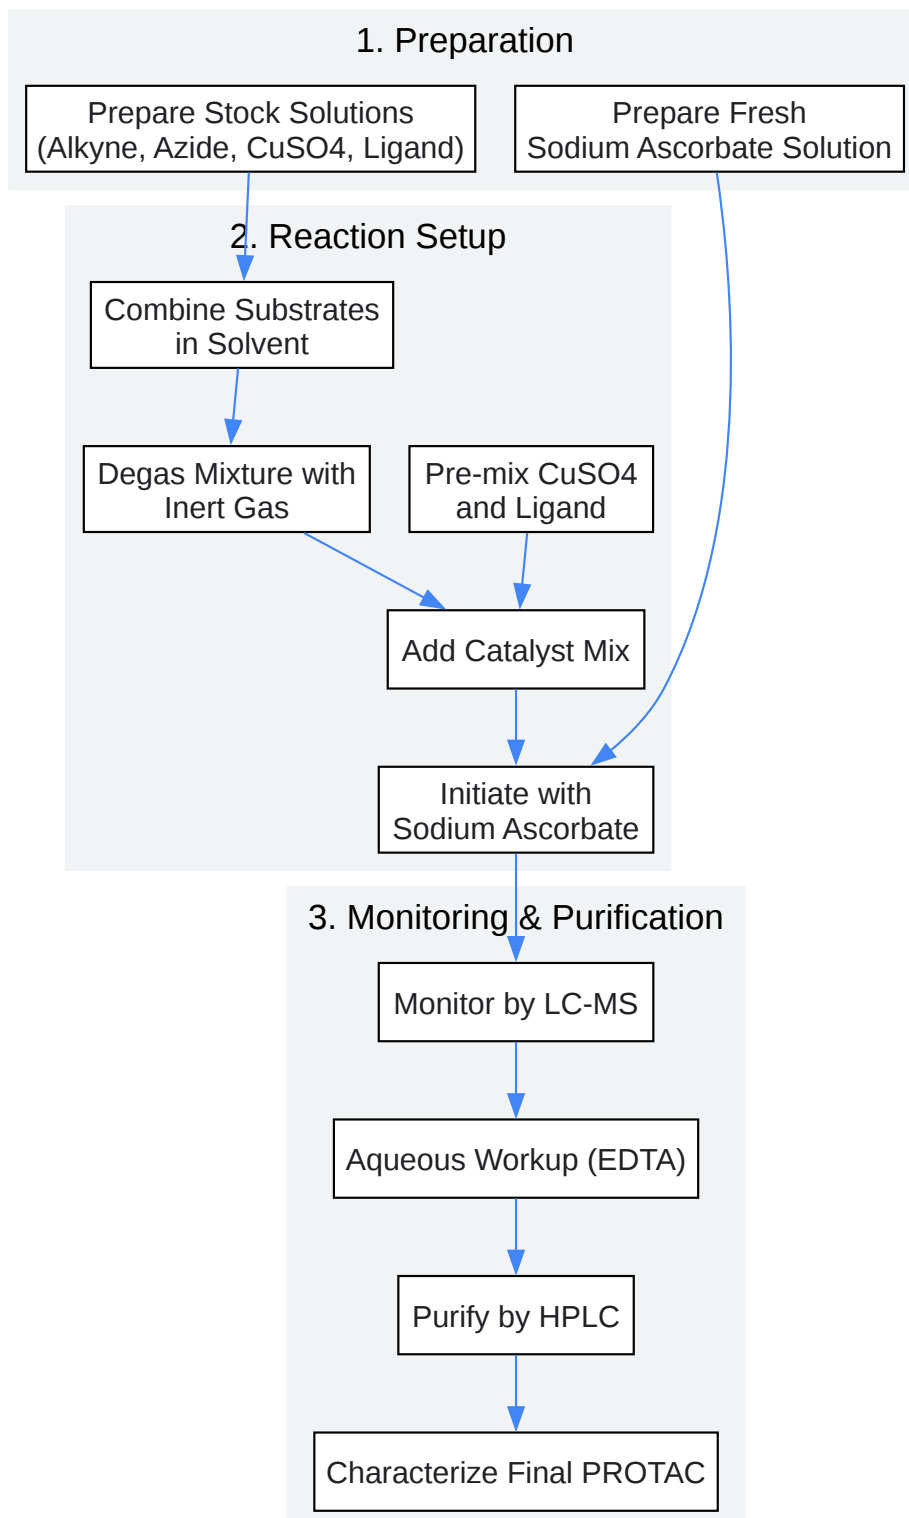 1. Preparation
Prepare Stock Solutions
(Alkyne, Azide, CuSO4, Ligand)
Prepare Fresh
Sodium Ascorbate Solution
2. Reaction Setup
Combine Substrates
in Solvent
Degas Mixture with
Inert Gas
Pre-mix CuSO4
and Ligand
Add Catalyst Mix
Initiate with
Sodium Ascorbate
3. Monitoring & Purification
Monitor by LC-MS
Aqueous Workup (EDTA)
Purify by HPLC
Characterize Final PROTAC